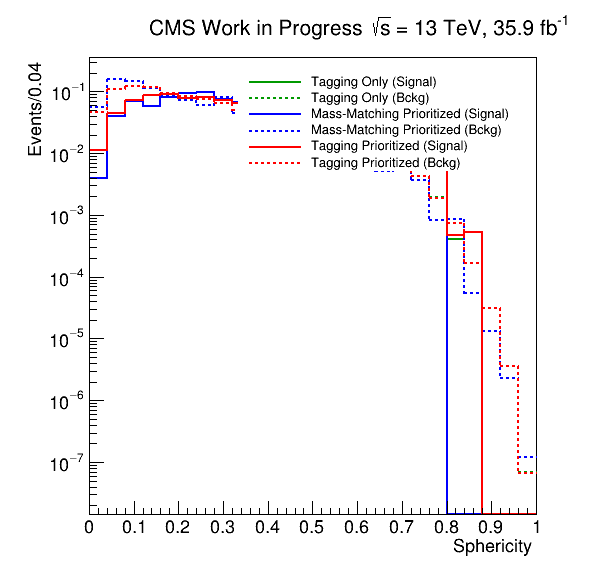 CMS Work in Progress √s = 13 TeV, 35.9 fb⁻¹
Events/0.04
Tagging Only (Signal)
Tagging Only (Bckg)
Mass-Matching Prioritized (Signal)
Mass-Matching Prioritized (Bckg)
Tagging Prioritized (Signal)
Tagging Prioritized (Bckg)
10⁻¹
10⁻²
10⁻³
10⁻⁴
10⁻⁵
10⁻⁶
10⁻⁷
0 0.1 0.2 0.3 0.4 0.5 0.6 0.7 0.8 0.9 1
Sphericity